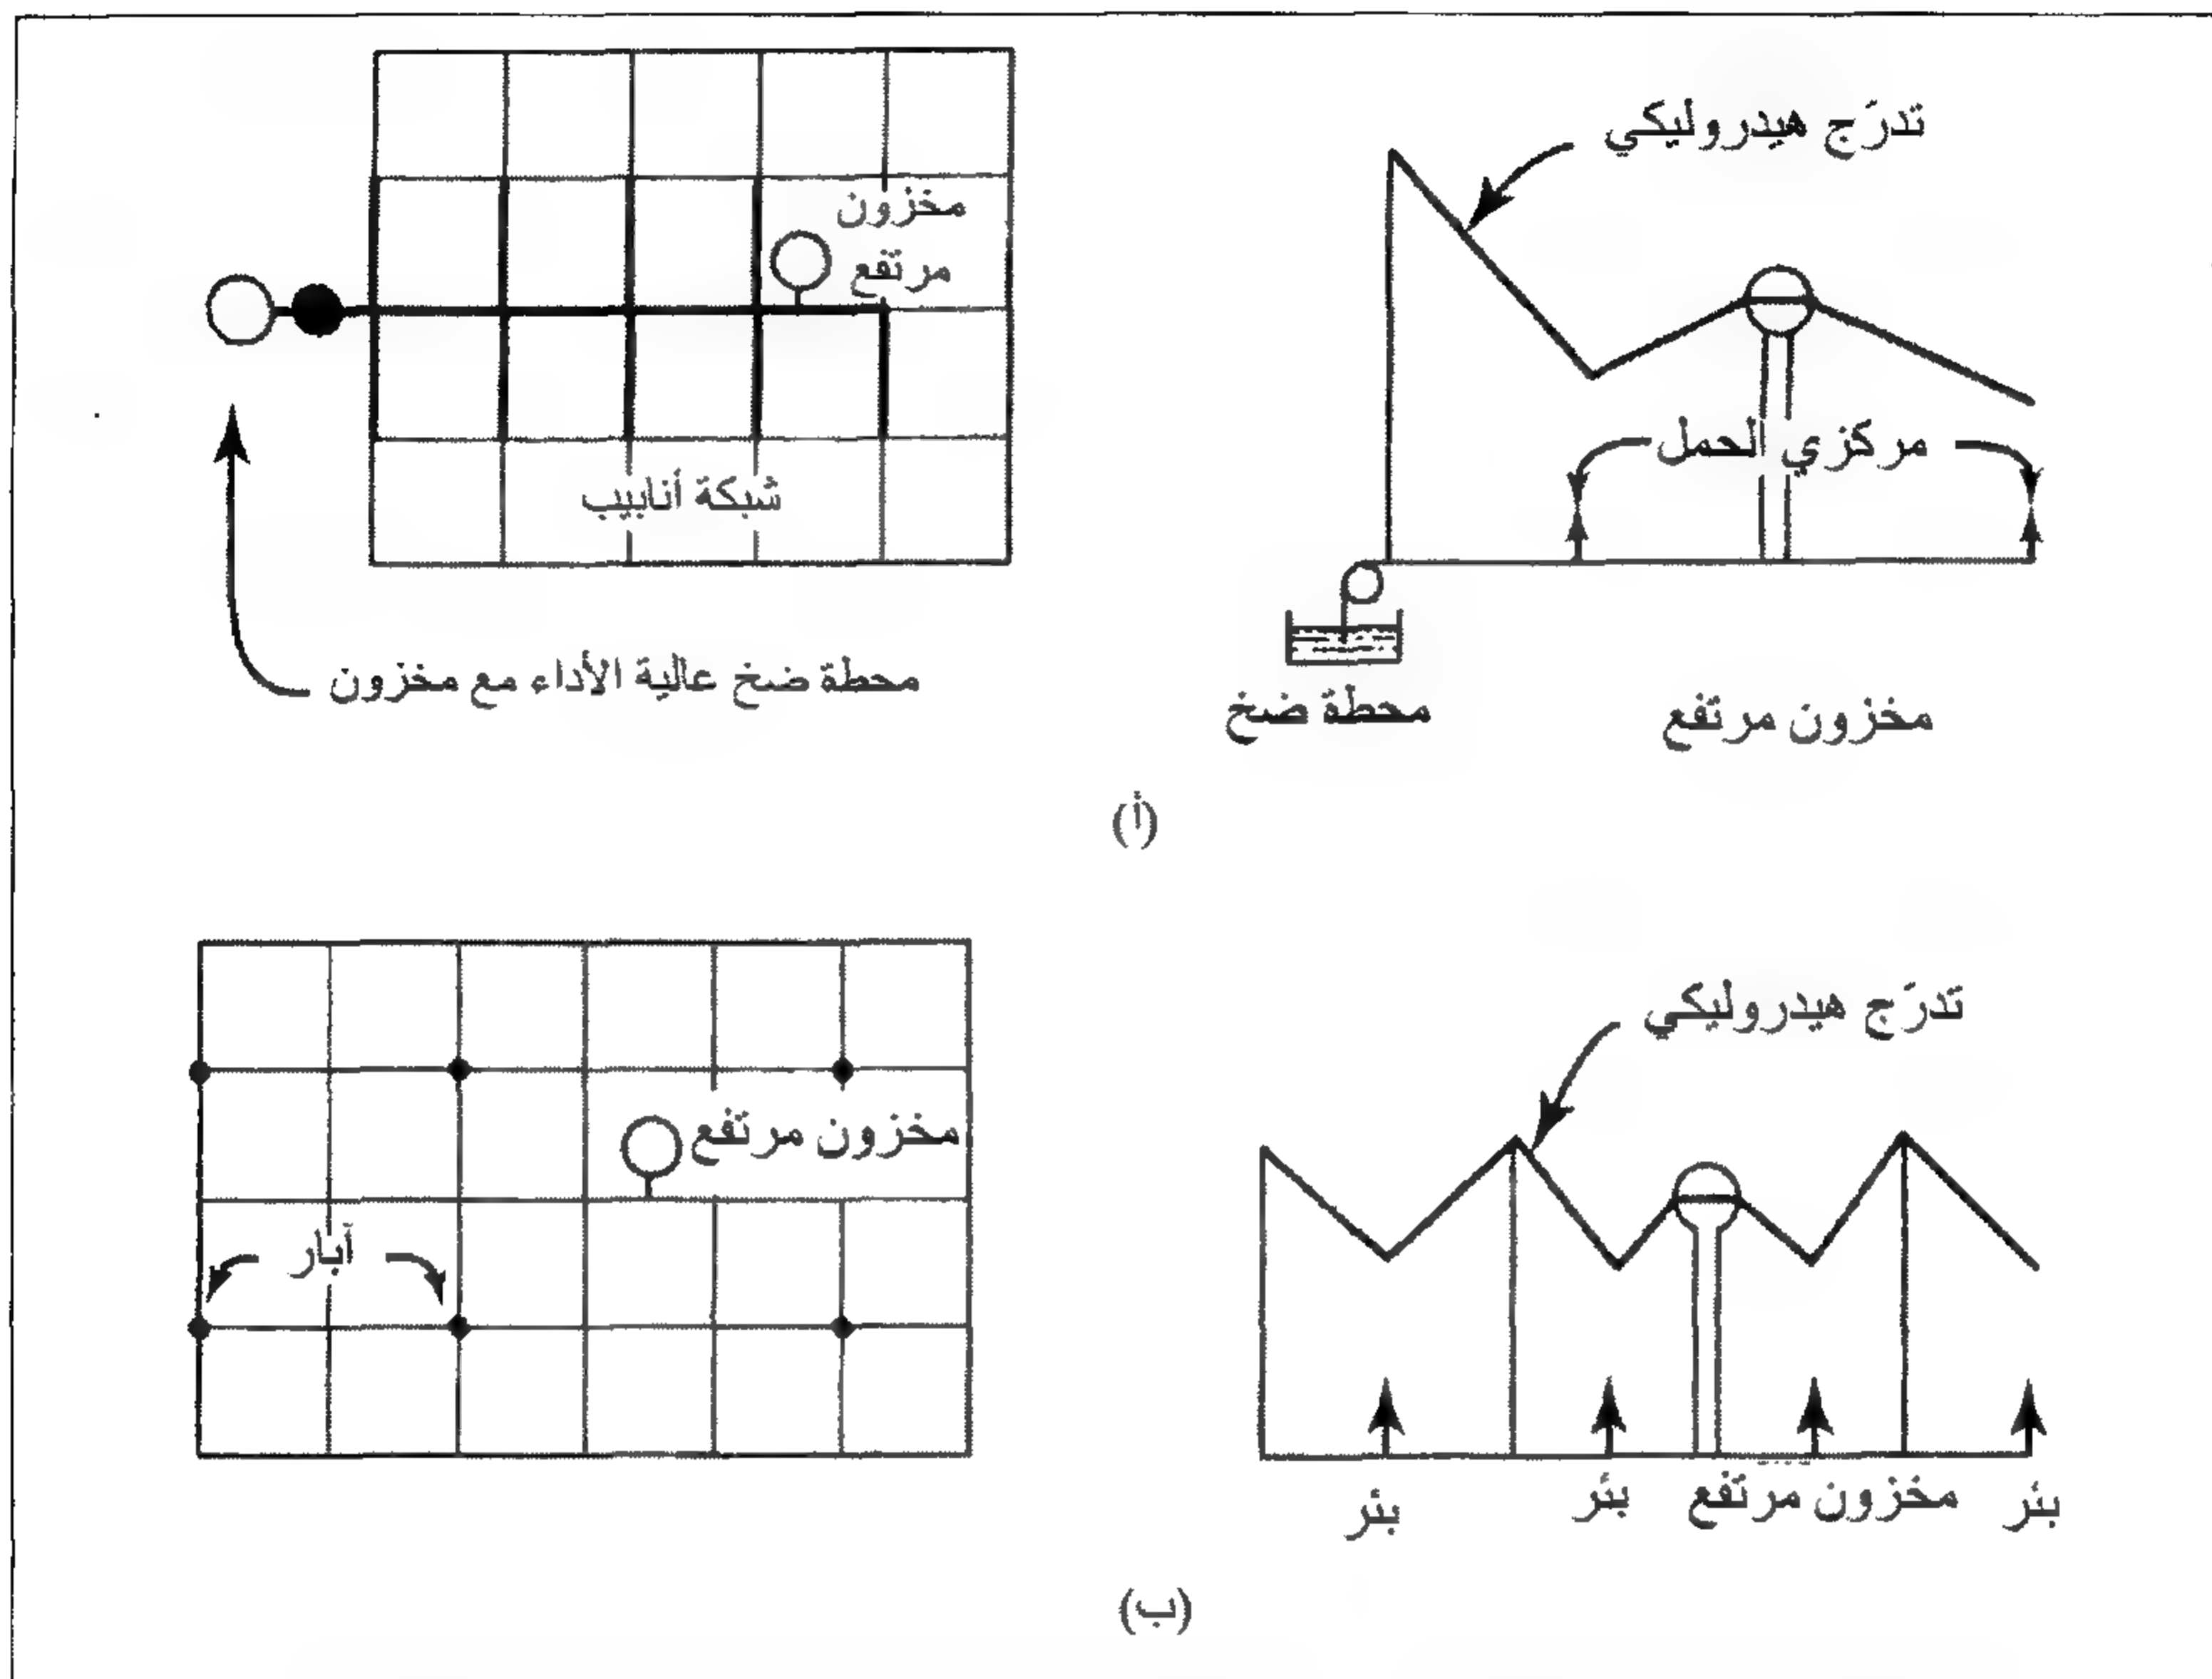 تدرّج هيدروليكي
مخزون
مرتفع
مركزي الحمل
شبكة أنابيب
محطة ضخ عالية الأداء مع مخزون
مخزون مرتفع
محطة ضخ
(أ)
تدرّج هيدروليكي
مخزون مرتفع
آبار
بئر
مخزون مرتفع
بئر
بئر
(ب)